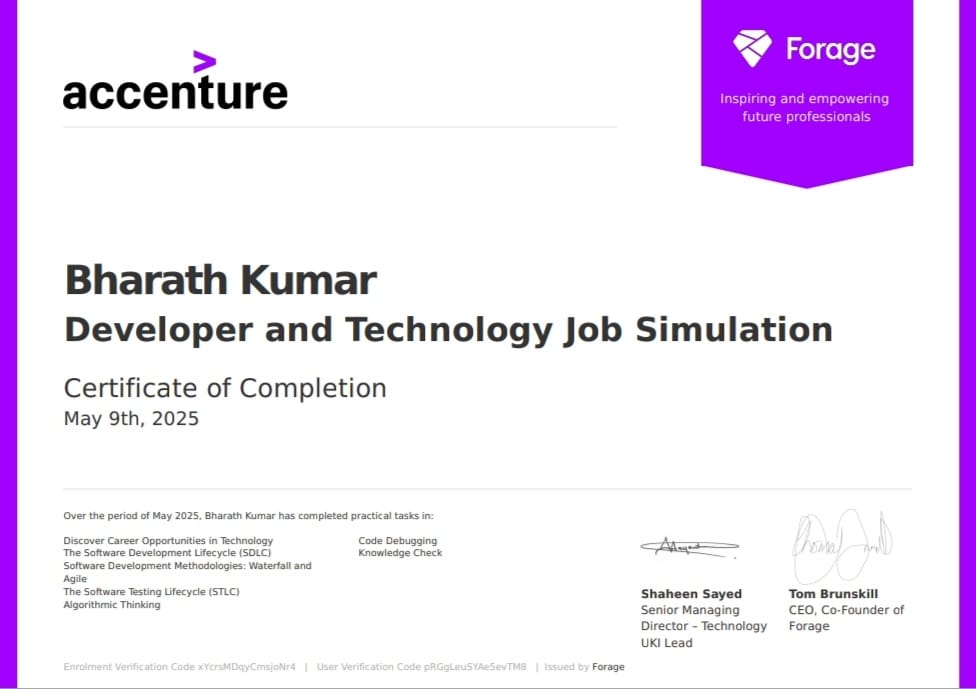 accenture
Forage
Inspiring and empowering
future professionals
Bharath Kumar
Developer and Technology Job Simulation
Certificate of Completion
May 9th, 2025
Over the period of May 2025, Bharath Kumar has completed practical tasks in:
Discover Career Opportunities in Technology
The Software Development Lifecycle (SDLC)
Software Development Methodologies: Waterfall and
Agile
The Software Testing Lifecycle (STLC)
Algorithmic Thinking
Code Debugging
Knowledge Check
Shaheen Sayed
Senior Managing
Director – Technology
UKI Lead
Tom Brunskill
CEO, Co-Founder of
Forage
Enrolment Verification Code xYcrsMDqyCmsjoNr4 | User Verification Code pRGgLeuSYAe5evTM8 | Issued by Forage